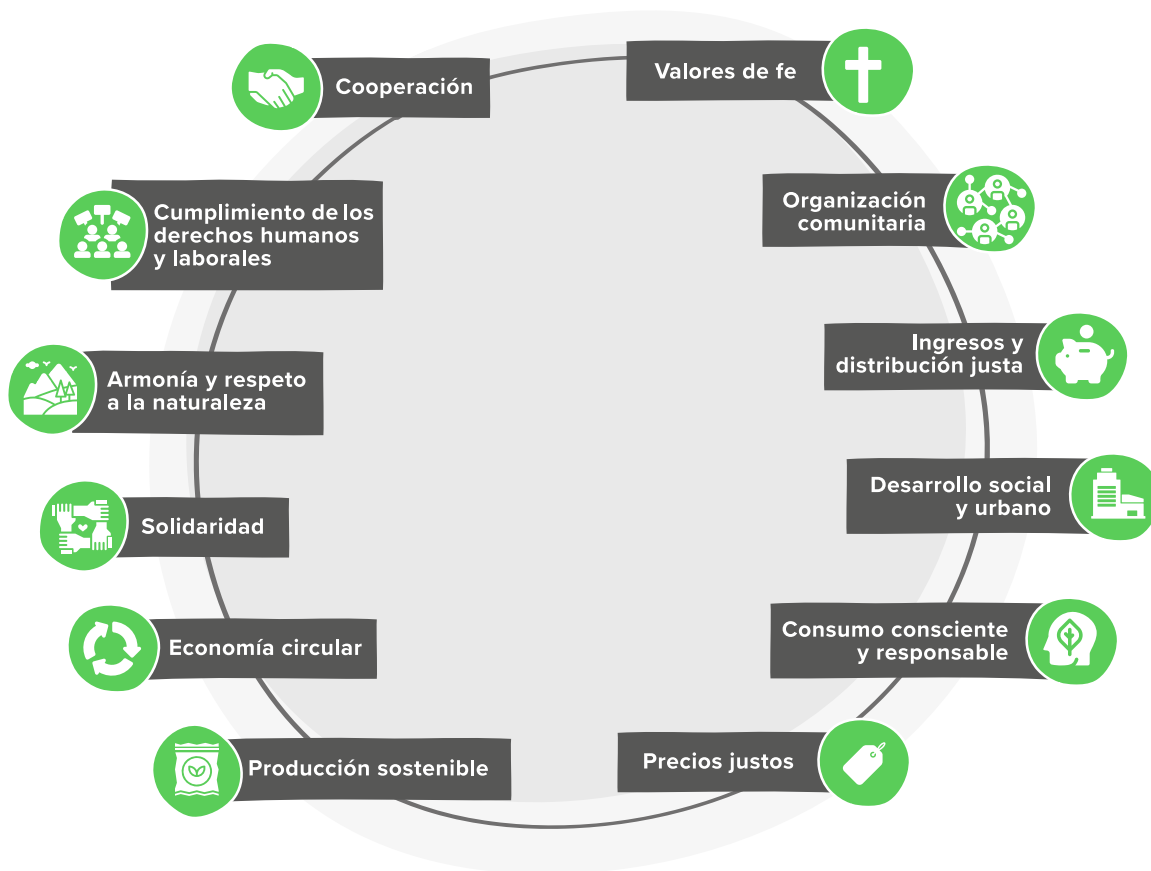 Cooperación
Valores de fe
Cumplimiento de los
derechos humanos
y laborales
Organización
comunitaria
Armonía y respeto
a la naturaleza
Ingresos y
distribución justa
Solidaridad
Desarrollo social
y urbano
Economía circular
Consumo consciente
y responsable
Producción sostenible
Precios justos